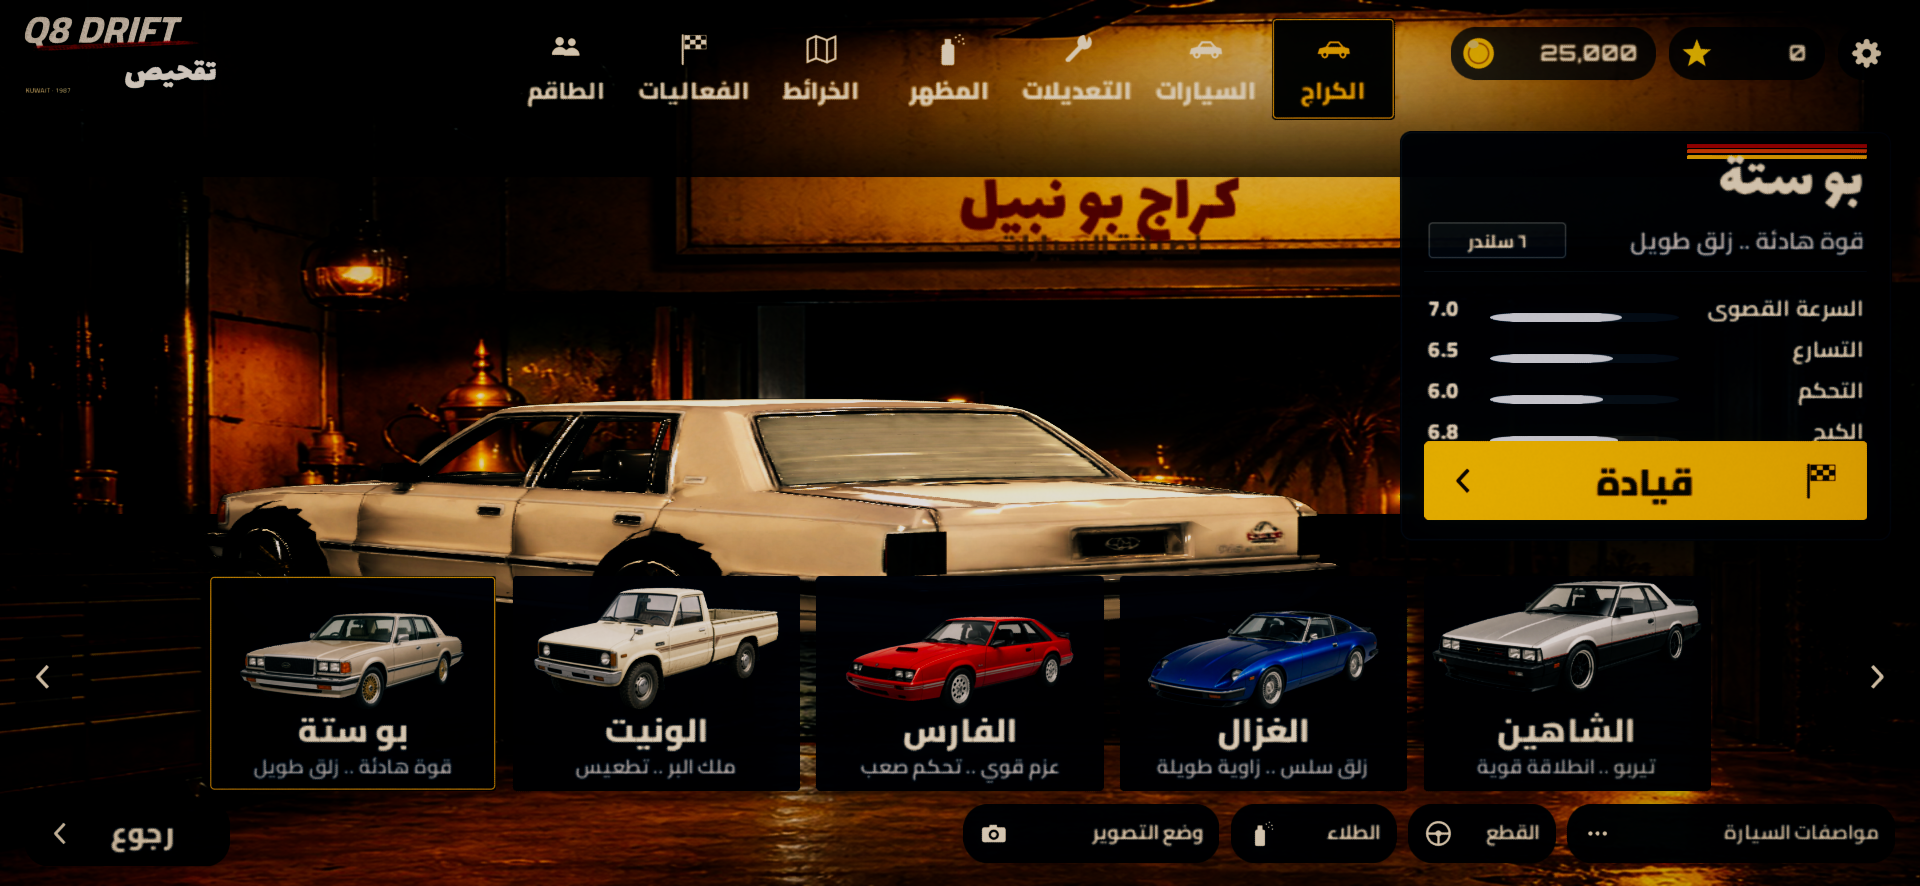 Q8 DRIFT
تقحيص
KUWAIT · 1987
الكراج
السيارات
التعديلات
المظهر
الخرائط
الفعاليات
الطاقم
25,000
0
كراج بو نبيل
بو ستة
قوة هادئة .. زلق طويل
٦ سلندر
السرعة القصوى 7.0
التسارع 6.5
التحكم 6.0
الكبح 6.8
قيادة
بو ستة
قوة هادئة .. زلق طويل
الونيت
ملك البر .. تطعيس
الفارس
عزم قوي .. تحكم صعب
الغزال
زلق سلس .. زاوية طويلة
الشاهين
تيربو .. انطلاقة قوية
مواصفات السيارة
القطع
الطلاء
وضع التصوير
رجوع